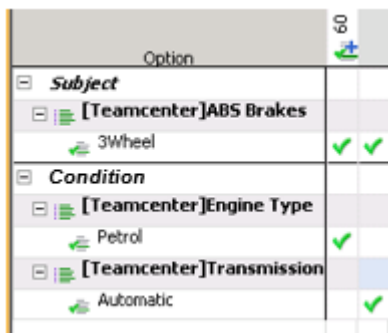 60
Option
Subject
[Teamcenter]ABS Brakes
3Wheel
Condition
[Teamcenter]Engine Type
Petrol
[Teamcenter]Transmission
Automatic